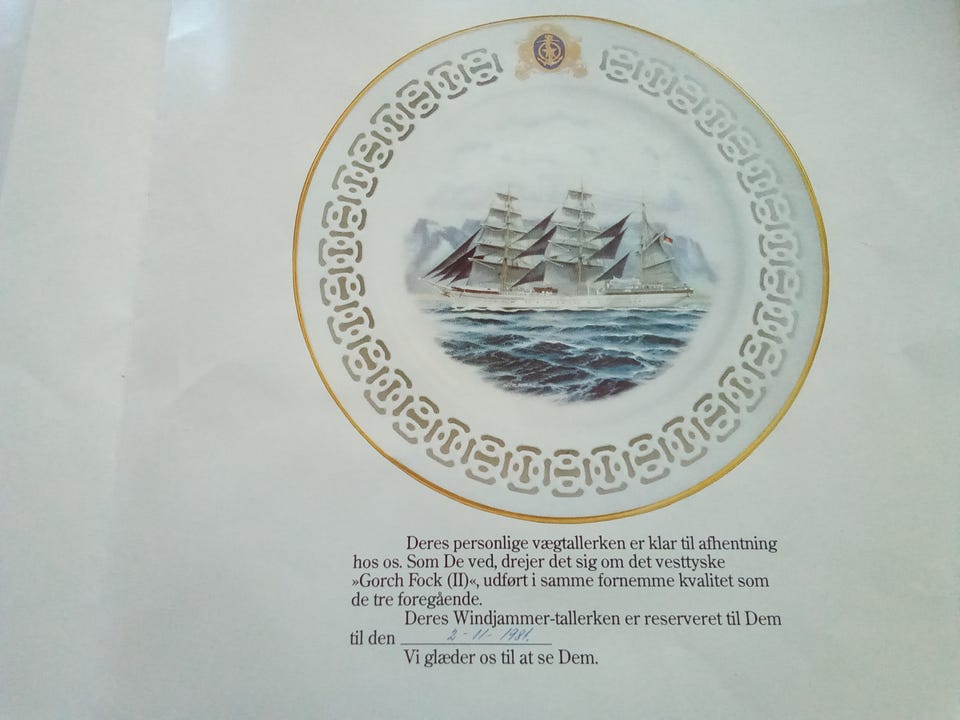 Deres personlige vægtallerken er klar til afhentning
hos os. Som De ved, drejer det sig om det vesttyske
»Gorch Fock (II)«, udført i samme fornemme kvalitet som
de tre foregående.
Deres Windjammer-tallerken er reserveret til Dem
til den 2-11-1981.
Vi glæder os til at se Dem.